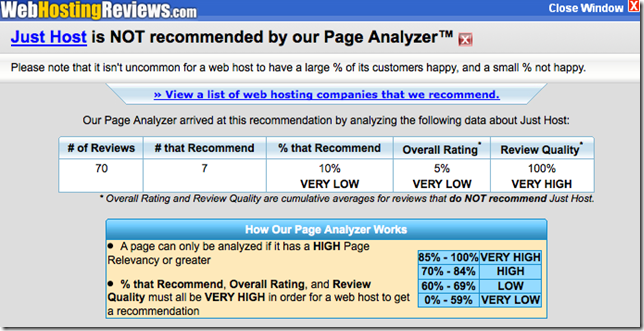 WebHostingReviews.com Close Window X
Just Host is NOT recommended by our Page Analyzer™
Please note that it isn't uncommon for a web host to have a large % of its customers happy, and a small % not happy.
» View a list of web hosting companies that we recommend.
Our Page Analyzer arrived at this recommendation by analyzing the following data about Just Host:
# of Reviews # that Recommend % that Recommend Overall Rating* Review Quality*
70 7 10% 5% 100%
VERY LOW VERY LOW VERY HIGH
* Overall Rating and Review Quality are cumulative averages for reviews that do NOT recommend Just Host.
How Our Page Analyzer Works
• A page can only be analyzed if it has a HIGH Page
Relevancy or greater
• % that Recommend, Overall Rating, and Review
Quality must all be VERY HIGH in order for a web host to get
a recommendation
85% - 100% VERY HIGH
70% - 84% HIGH
60% - 69% LOW
0% - 59% VERY LOW